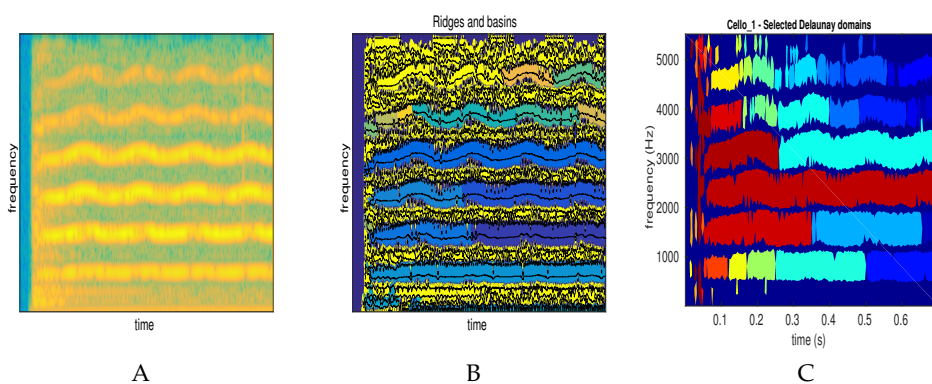 frequency
time
A
Ridges and basins
frequency
time
B
Cello_1 - Selected Delaunay domains
frequency (Hz)
5000
4000
3000
2000
1000
0.1 0.2 0.3 0.4 0.5 0.6
time (s)
C